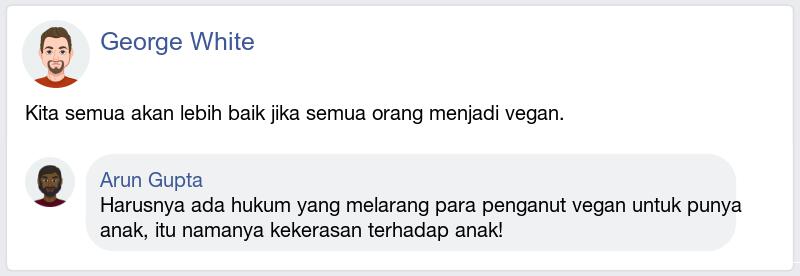 George White
Kita semua akan lebih baik jika semua orang menjadi vegan.
Arun Gupta
Harusnya ada hukum yang melarang para penganut vegan untuk punya
anak, itu namanya kekerasan terhadap anak!